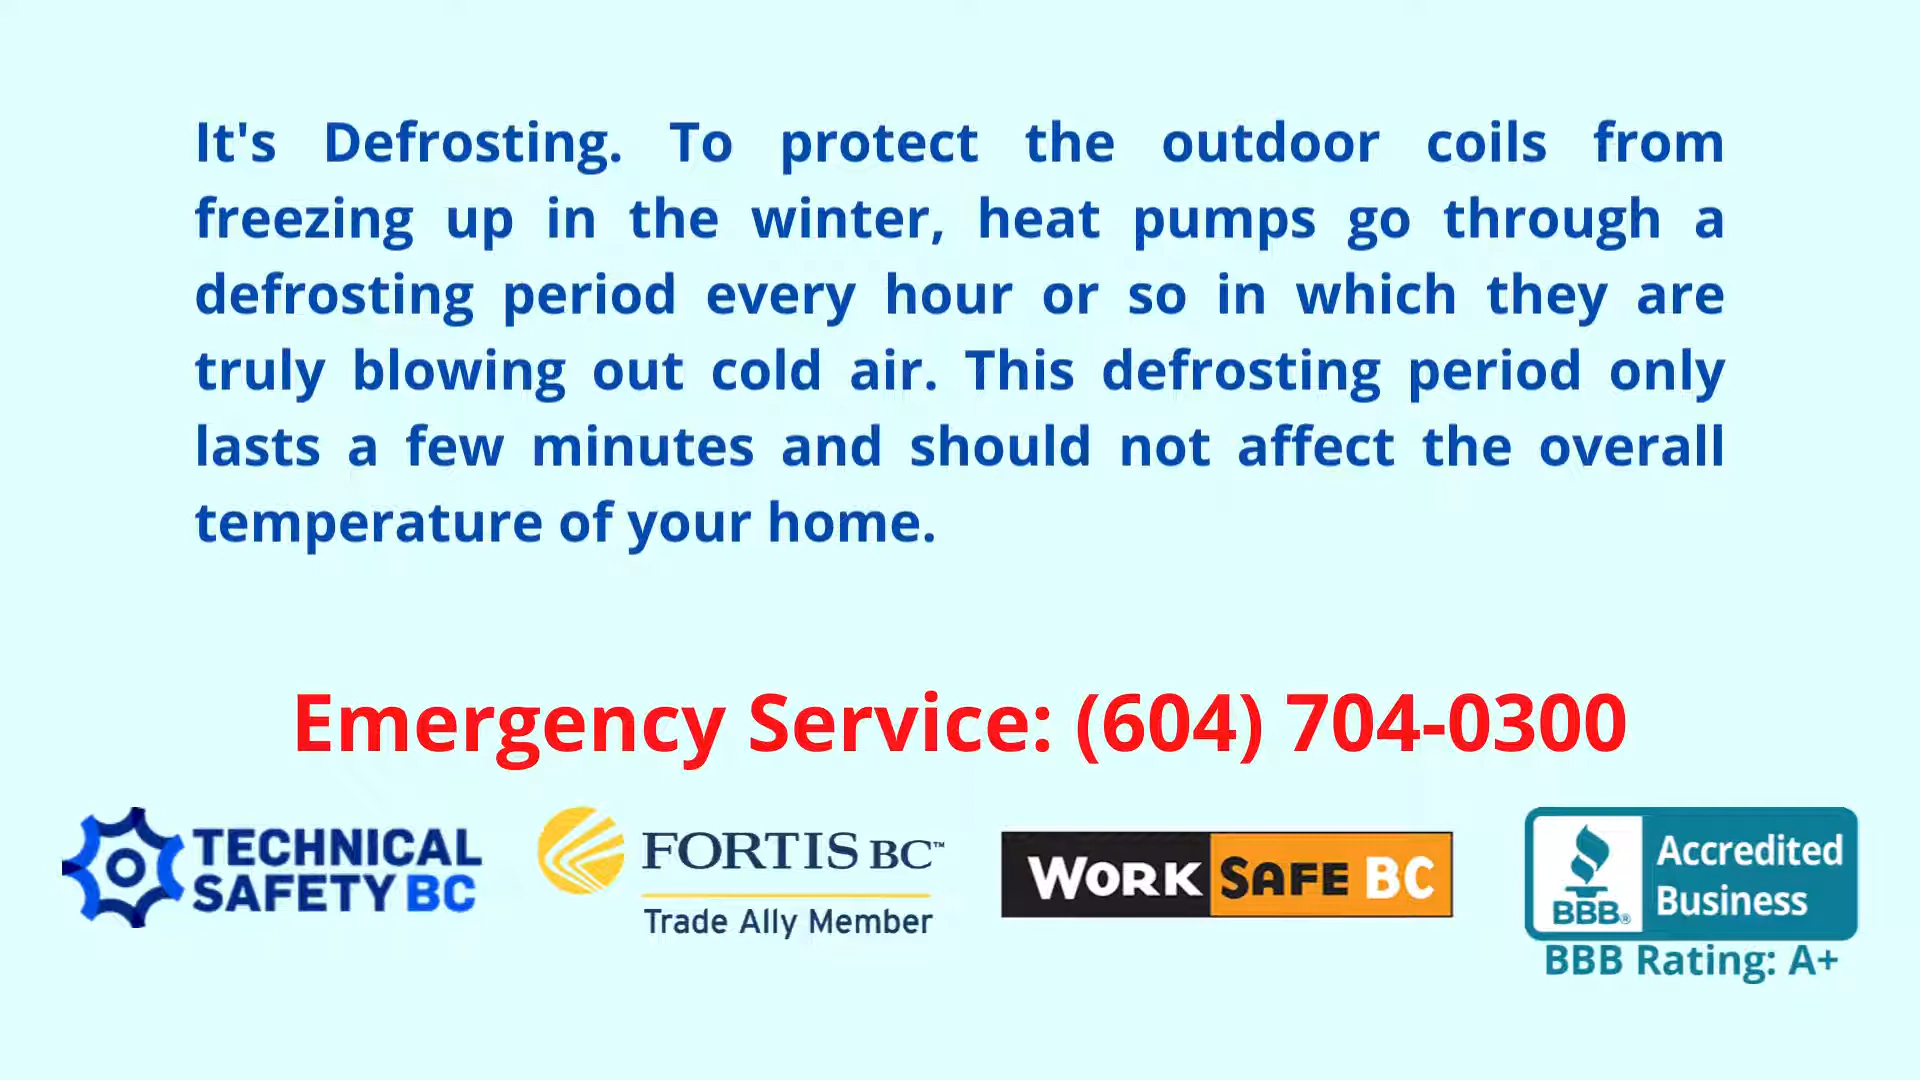 It's Defrosting. To protect the outdoor coils from
freezing up in the winter, heat pumps go through a
defrosting period every hour or so in which they are
truly blowing out cold air. This defrosting period only
lasts a few minutes and should not affect the overall
temperature of your home.
Emergency Service: (604) 704-0300
TECHNICAL
SAFETY BC
FORTIS BC™
Trade Ally Member
WORK SAFE BC
BBB®
Accredited
Business
BBB Rating: A+